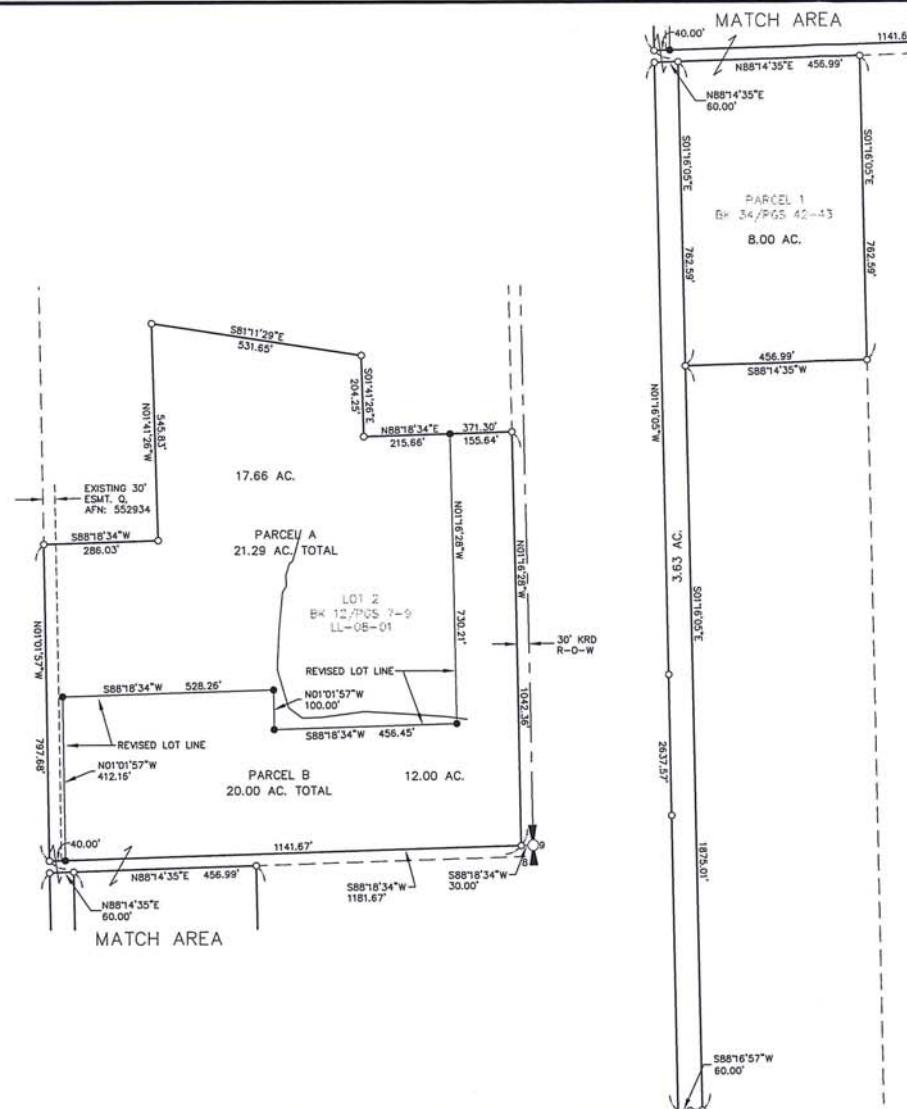 MATCH AREA
40.00'
1141.6
N88°14'35"E 456.99'
N88°14'35"E
60.00'
S01°16'05"E
762.59'
S01°16'05"E
762.59'
PARCEL 1
BK 34/PGS 42-43
8.00 AC.
456.99'
S88°14'35"W
N01°16'05"W
2637.57'
3.63 AC.
S01°16'05"E
1875.01'
S88°16'57"W
60.00'
S81°11'29"E
531.65'
S01°41'26"E
204.25'
N88°18'34"E
215.66'
371.30'
155.64'
545.83'
N01°41'26"W
17.66 AC.
EXISTING 30'
ESMT. Q,
AFN: 552934
S88°18'34"W
286.03'
PARCEL A
21.29 AC. TOTAL
N01°16'28"W
730.21'
N01°16'28"W
1042.36'
LOT 2
BK 12/PGS 7-9
LL-08-01
30' KRD
R-O-W
REVISED LOT LINE
N01°01'57"W
797.68'
S88°18'34"W 528.26'
N01°01'57"W
100.00'
S88°18'34"W 456.45'
REVISED LOT LINE
N01°01'57"W
412.16'
PARCEL B
20.00 AC. TOTAL
12.00 AC.
40.00'
1141.67'
9
8
N88°14'35"E 456.99'
S88°18'34"W
1181.67'
S88°18'34"W
30.00'
N88°14'35"E
60.00'
MATCH AREA